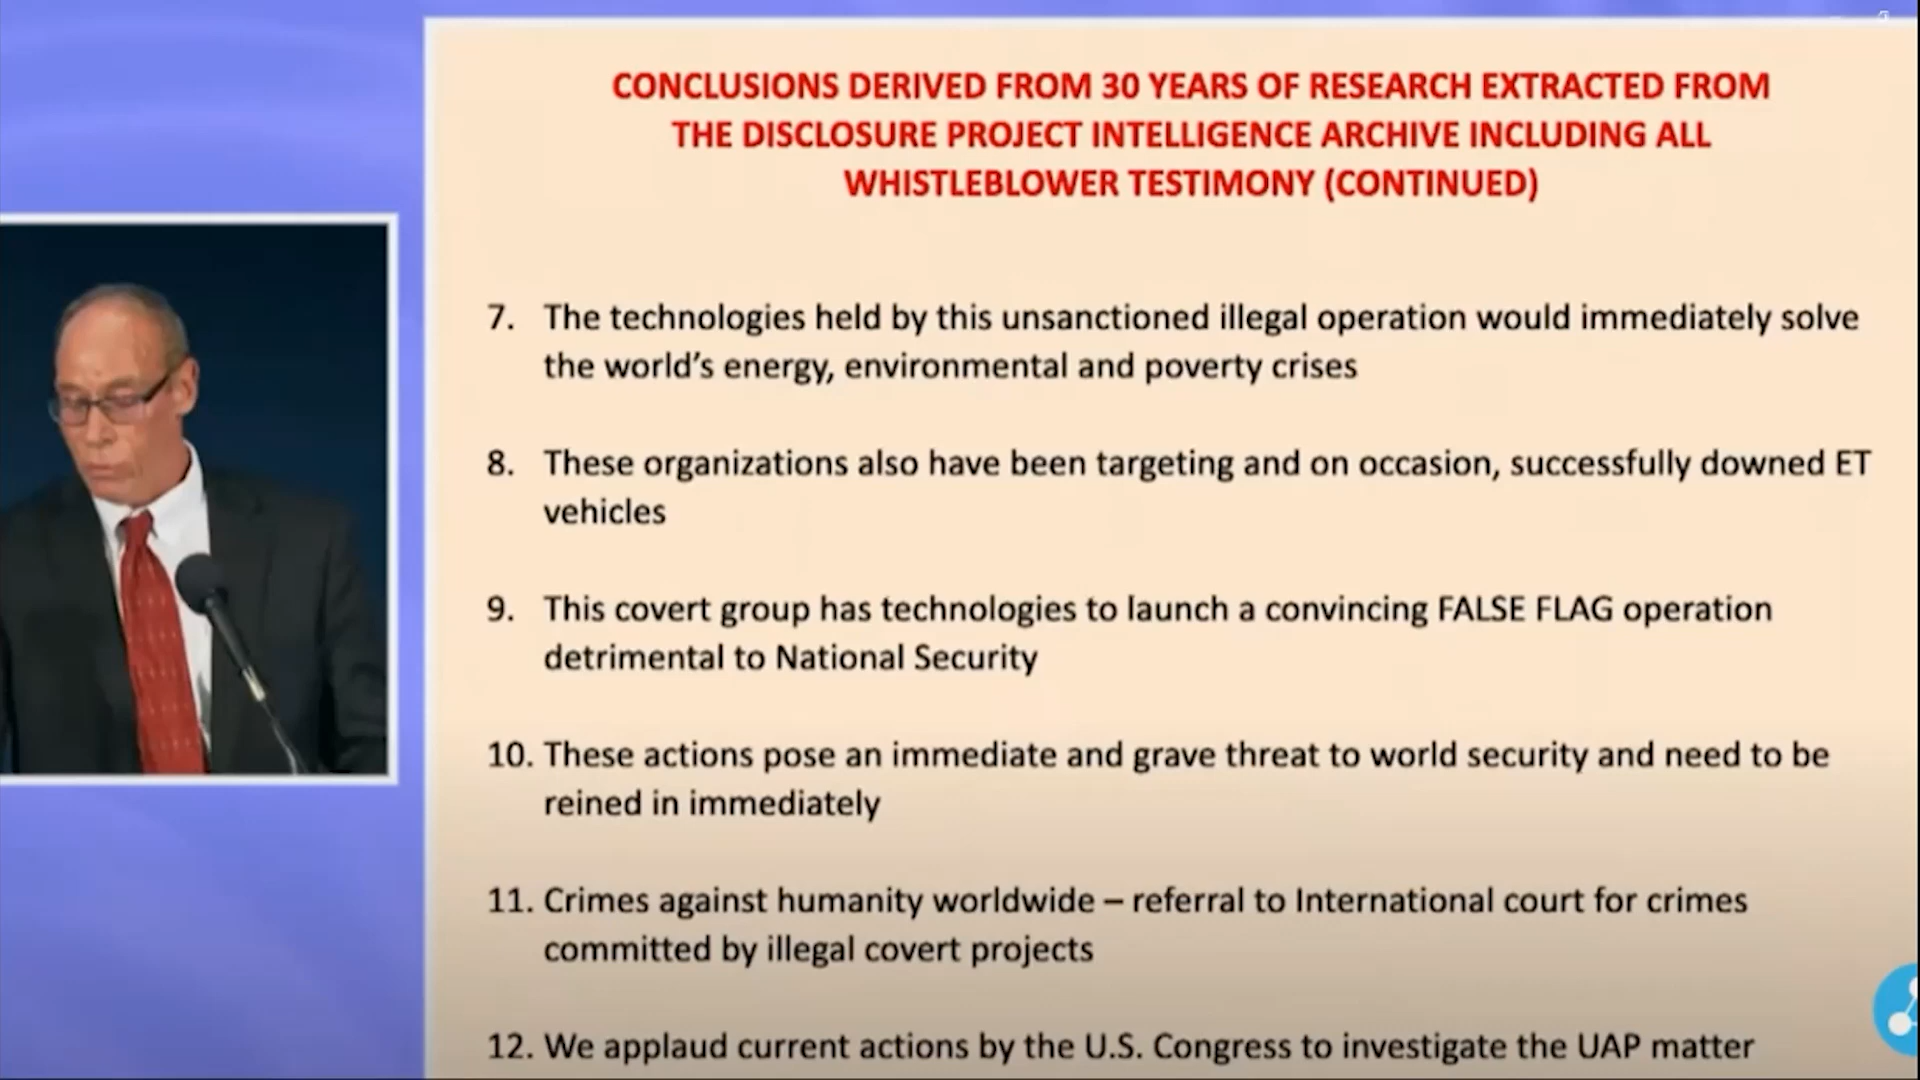 CONCLUSIONS DERIVED FROM 30 YEARS OF RESEARCH EXTRACTED FROM
THE DISCLOSURE PROJECT INTELLIGENCE ARCHIVE INCLUDING ALL
WHISTLEBLOWER TESTIMONY (CONTINUED)
7. The technologies held by this unsanctioned illegal operation would immediately solve
the world's energy, environmental and poverty crises
8. These organizations also have been targeting and on occasion, successfully downed ET
vehicles
9. This covert group has technologies to launch a convincing FALSE FLAG operation
detrimental to National Security
10. These actions pose an immediate and grave threat to world security and need to be
reined in immediately
11. Crimes against humanity worldwide – referral to International court for crimes
committed by illegal covert projects
12. We applaud current actions by the U.S. Congress to investigate the UAP matter